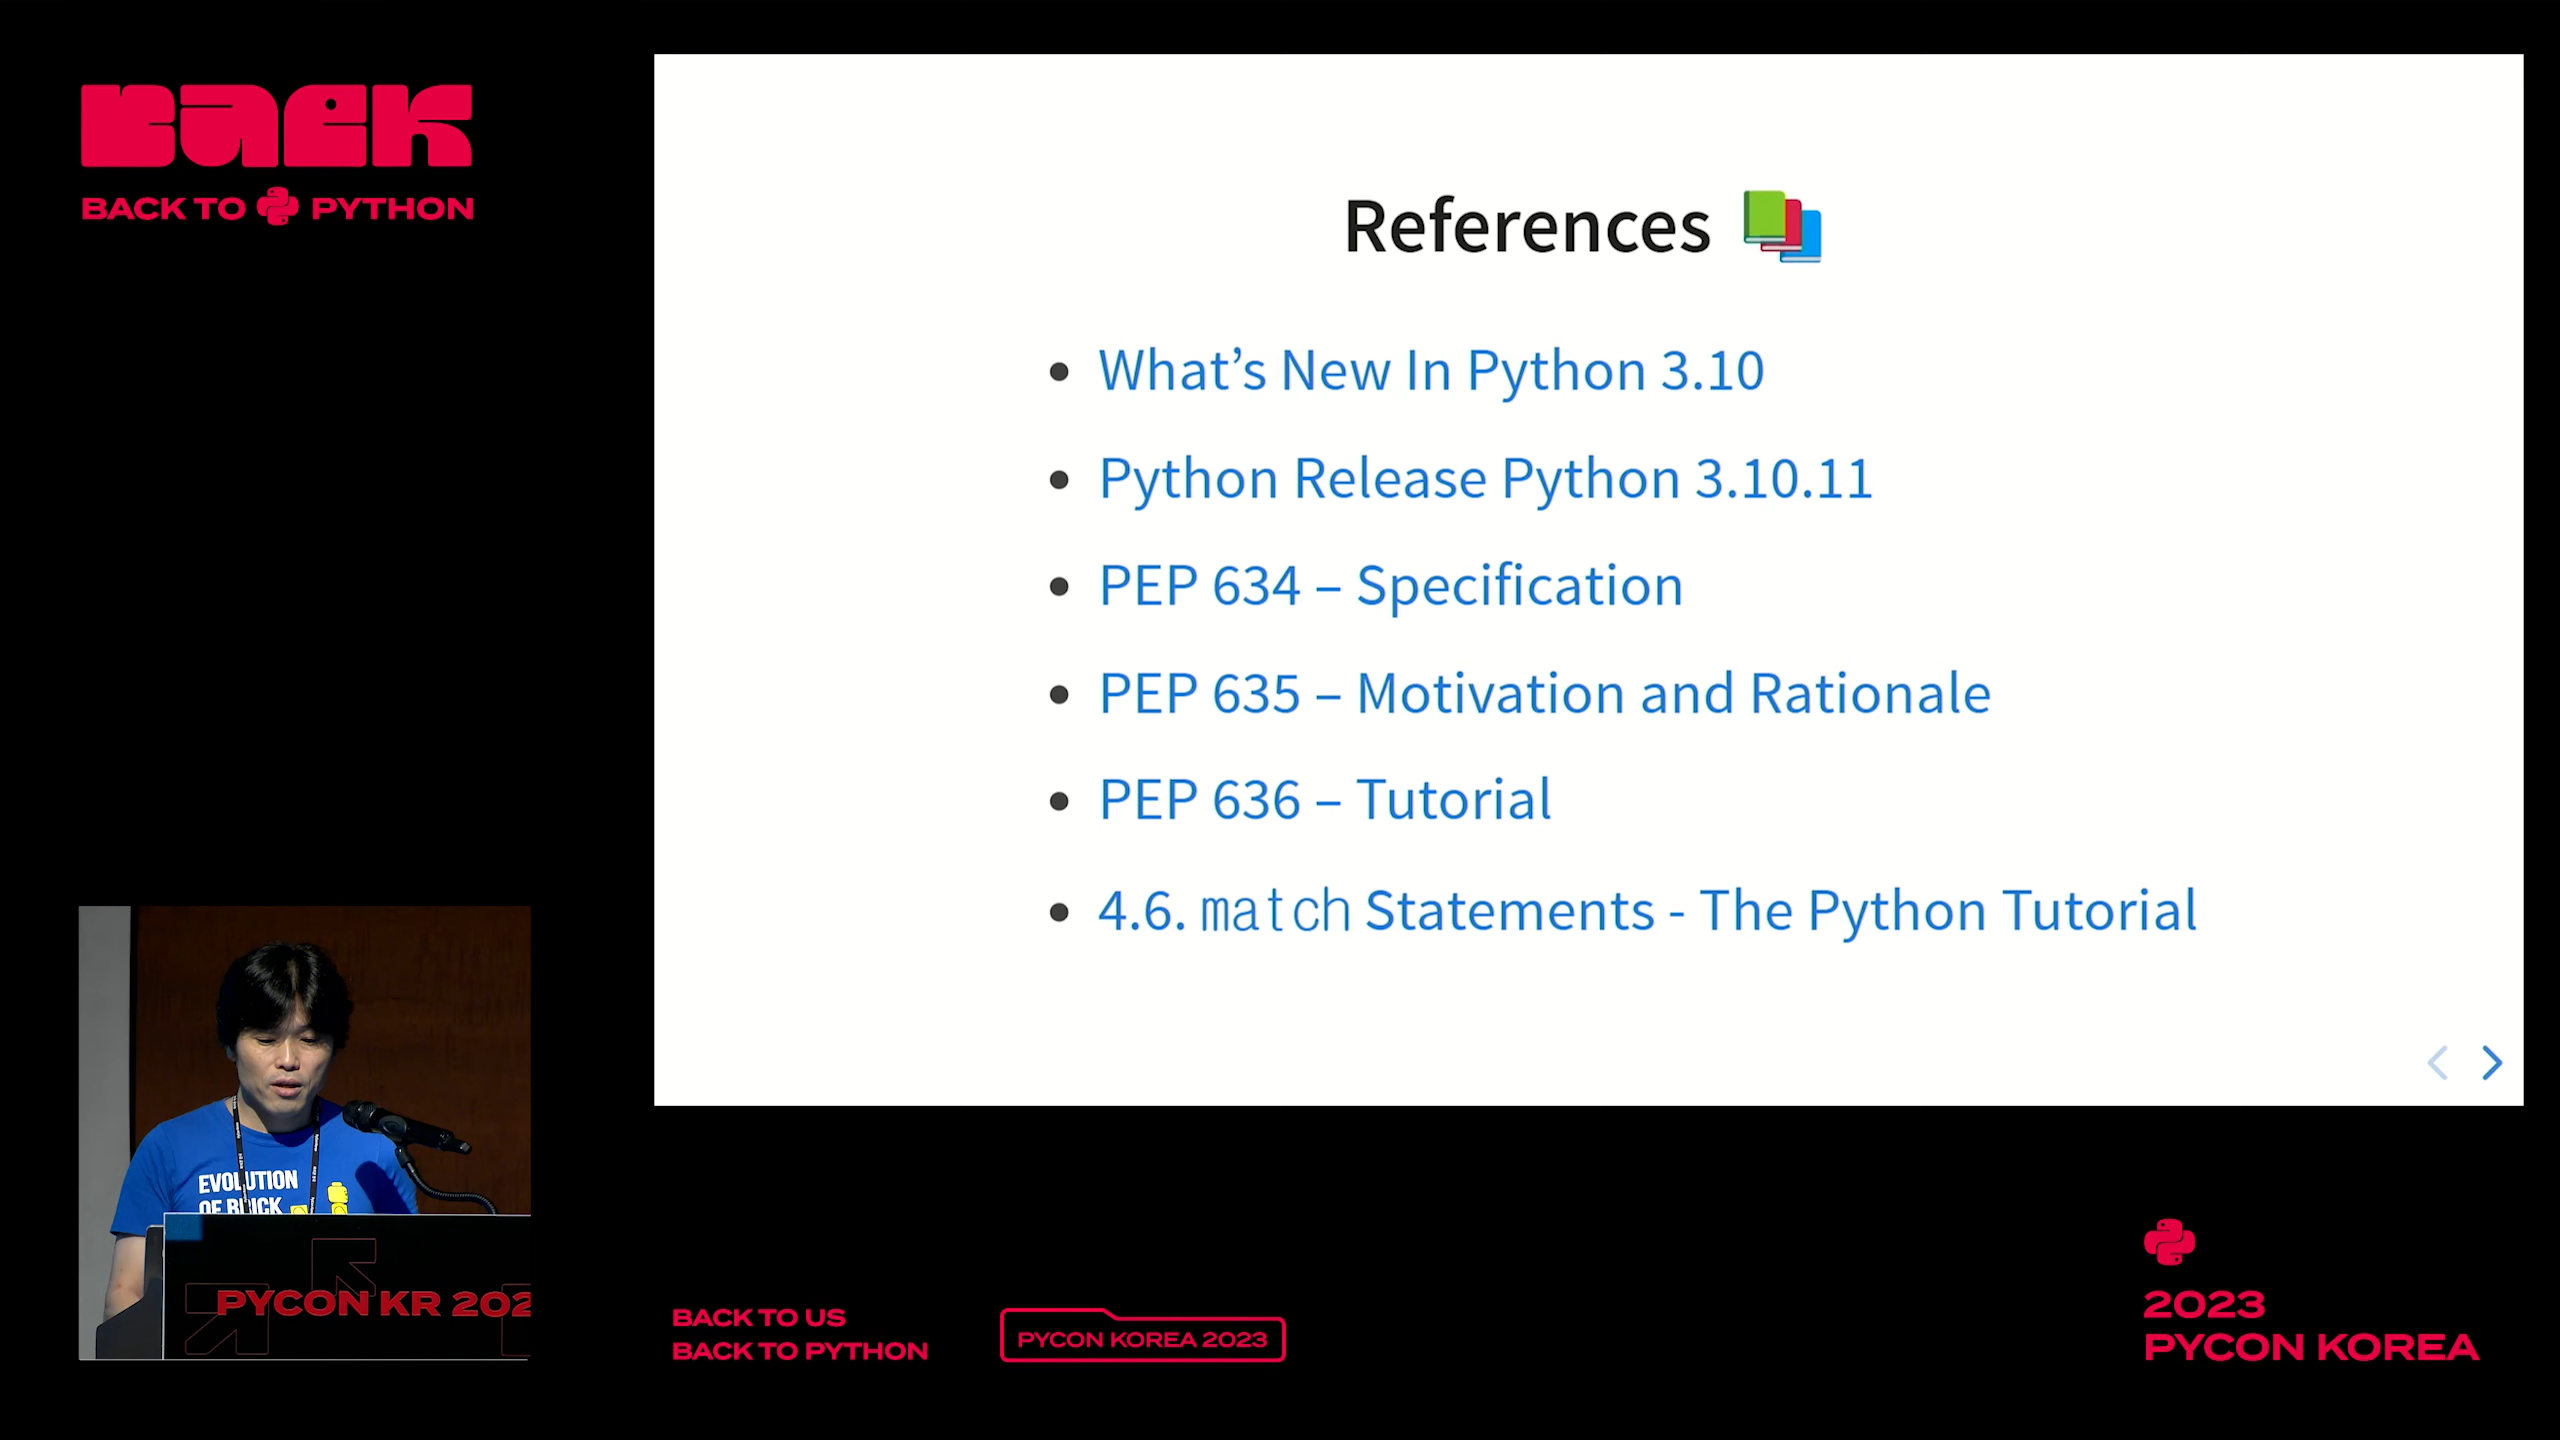 BACK
BACK TO PYTHON
References
What’s New In Python 3.10
Python Release Python 3.10.11
PEP 634 – Specification
PEP 635 – Motivation and Rationale
PEP 636 – Tutorial
4.6. match Statements - The Python Tutorial
EVOLUTION
OF BRICK
PYCON KR 202
BACK TO US
BACK TO PYTHON
PYCON KOREA 2023
2023
PYCON KOREA